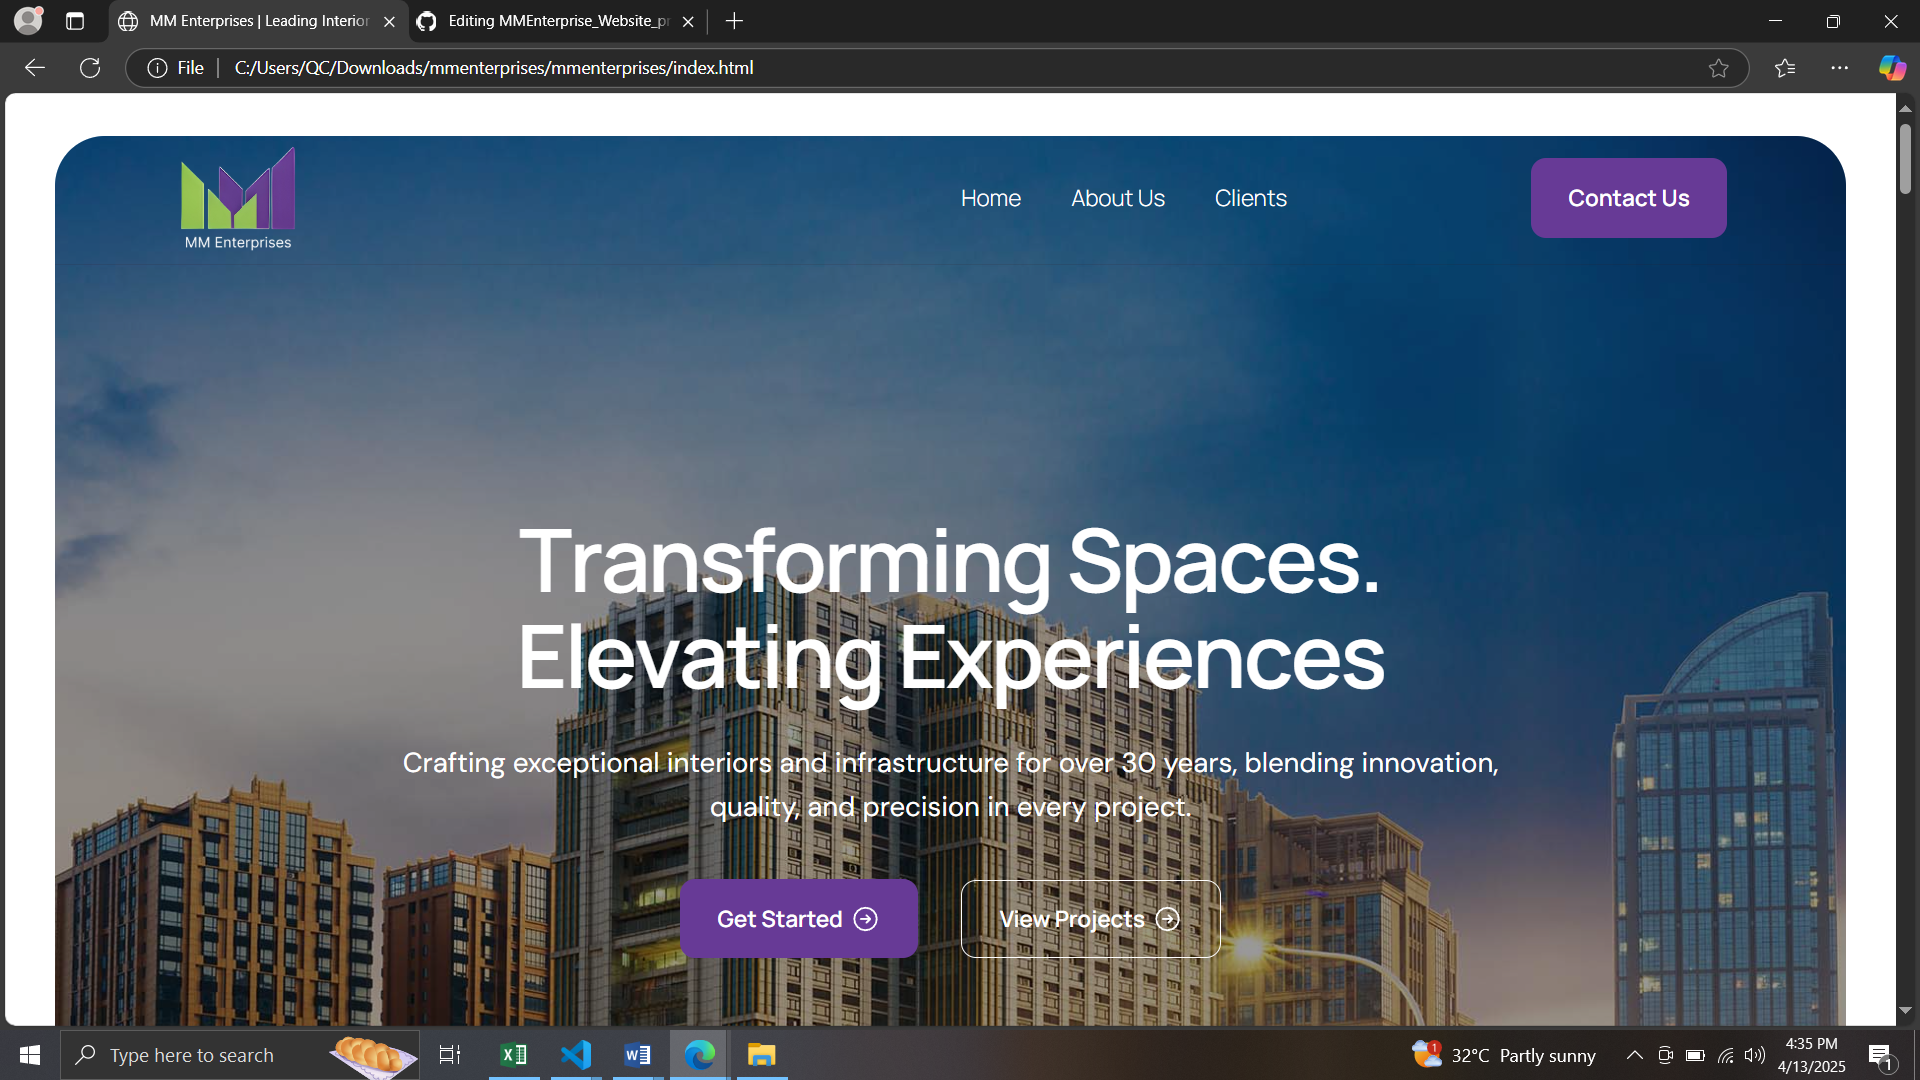 MM Enterprises | Leading Interior
Editing MMEnterprise_Website_pr
File
C:/Users/QC/Downloads/mmenterprises/mmenterprises/index.html
MM Enterprises
Home
About Us
Clients
Contact Us
Transforming Spaces.
Elevating Experiences
Crafting exceptional interiors and infrastructure for over 30 years, blending innovation,
quality, and precision in every project.
Get Started
View Projects
Type here to search
1
32°C Partly sunny
4:35 PM
4/13/2025
1